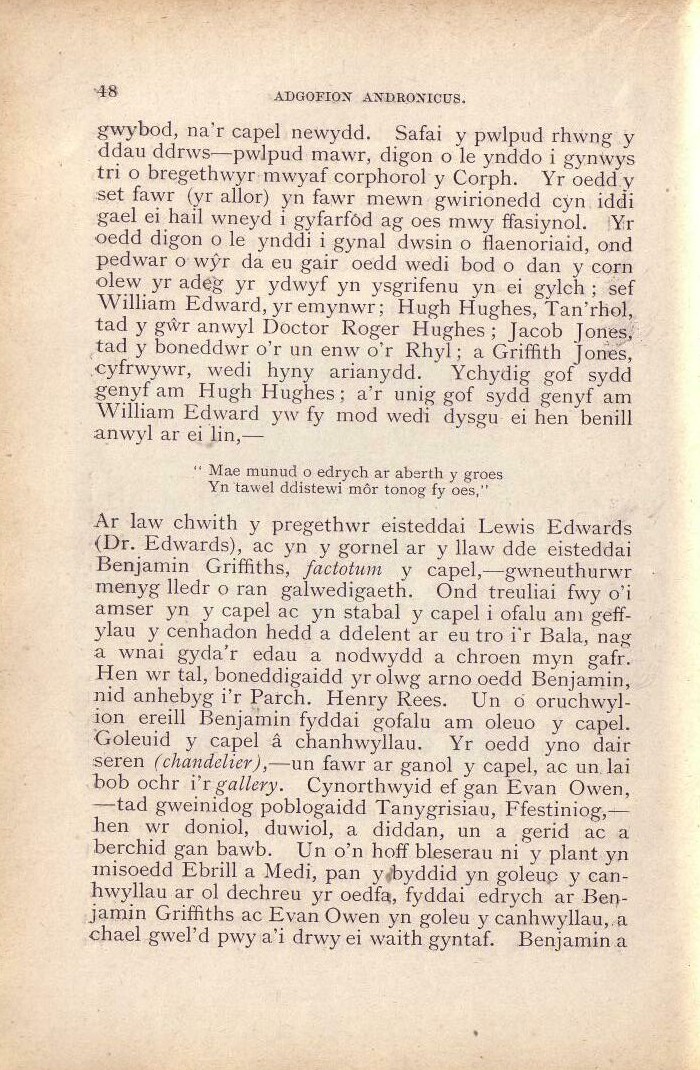 48
ADGOFION ANDRONICUS.
gwybod, na'r capel newydd. Safai y pwlpud rhwng y
ddau ddrws—pwlpud mawr, digon o le ynddo i gynwys
tri o bregethwyr mwyaf corphorol y Corph. Yr oedd y
set fawr (yr allor) yn fawr mewn gwirionedd cyn iddi
gael ei hail wneyd i gyfarfod ag oes mwy ffasiynol. Yr
oedd digon o le ynddi i gynal dwsin o flaenoriaid, ond
pedwar o wŷr da eu gair oedd wedi bod o dan y corn
olew yr adeg yr ydwyf yn ysgrifenu yn ei gylch; sef
William Edward, yr emynwr; Hugh Hughes, Tan'rhol,
tad y gŵr anwyl Doctor Roger Hughes; Jacob Jones,
tad y boneddwr o'r un enw o'r Rhyl; a Griffith Jones,
cyfrwywr, wedi hyny arianydd. Ychydig gof sydd
genyf am Hugh Hughes; a'r unig gof sydd genyf am
William Edward yw fy mod wedi dysgu ei hen benill
anwyl ar ei lin,—
“ Mae munud o edrych ar aberth y groes
Yn tawel ddistewi môr tonog fy oes,”
Ar law chwith y pregethwr eisteddai Lewis Edwards
(Dr. Edwards), ac yn y gornel ar y llaw dde eisteddai
Benjamin Griffiths, factotum y capel,—gwneuthurwr
menyg lledr o ran galwedigaeth. Ond treuliai fwy o'i
amser yn y capel ac yn stabal y capel i ofalu am geff-
ylau y cenhadon hedd a ddelent ar eu tro i'r Bala, nag
a wnai gyda'r edau a nodwydd a chroen myn gafr.
Hen wr tal, boneddigaidd yr olwg arno oedd Benjamin,
nid anhebyg i'r Parch. Henry Rees. Un o oruchwyl-
ion ereill Benjamin fyddai gofalu am oleuo y capel.
Goleuid y capel â chanhwyllau. Yr oedd yno dair
seren (chandelier),—un fawr ar ganol y capel, ac un lai
bob ochr i'r gallery. Cynorthwyid ef gan Evan Owen,
—tad gweinidog poblogaidd Tanygrisiau, Ffestiniog,—
hen wr doniol, duwiol, a diddan, un a gerid ac a
berchid gan bawb. Un o'n hoff bleserau ni y plant yn
misoedd Ebrill a Medi, pan y byddid yn goleuo y can-
hwyllau ar ol dechreu yr oedfa, fyddai edrych ar Ben-
jamin Griffiths ac Evan Owen yn goleu y canhwyllau, a
chael gwel'd pwy a'i drwy ei waith gyntaf. Benjamin a